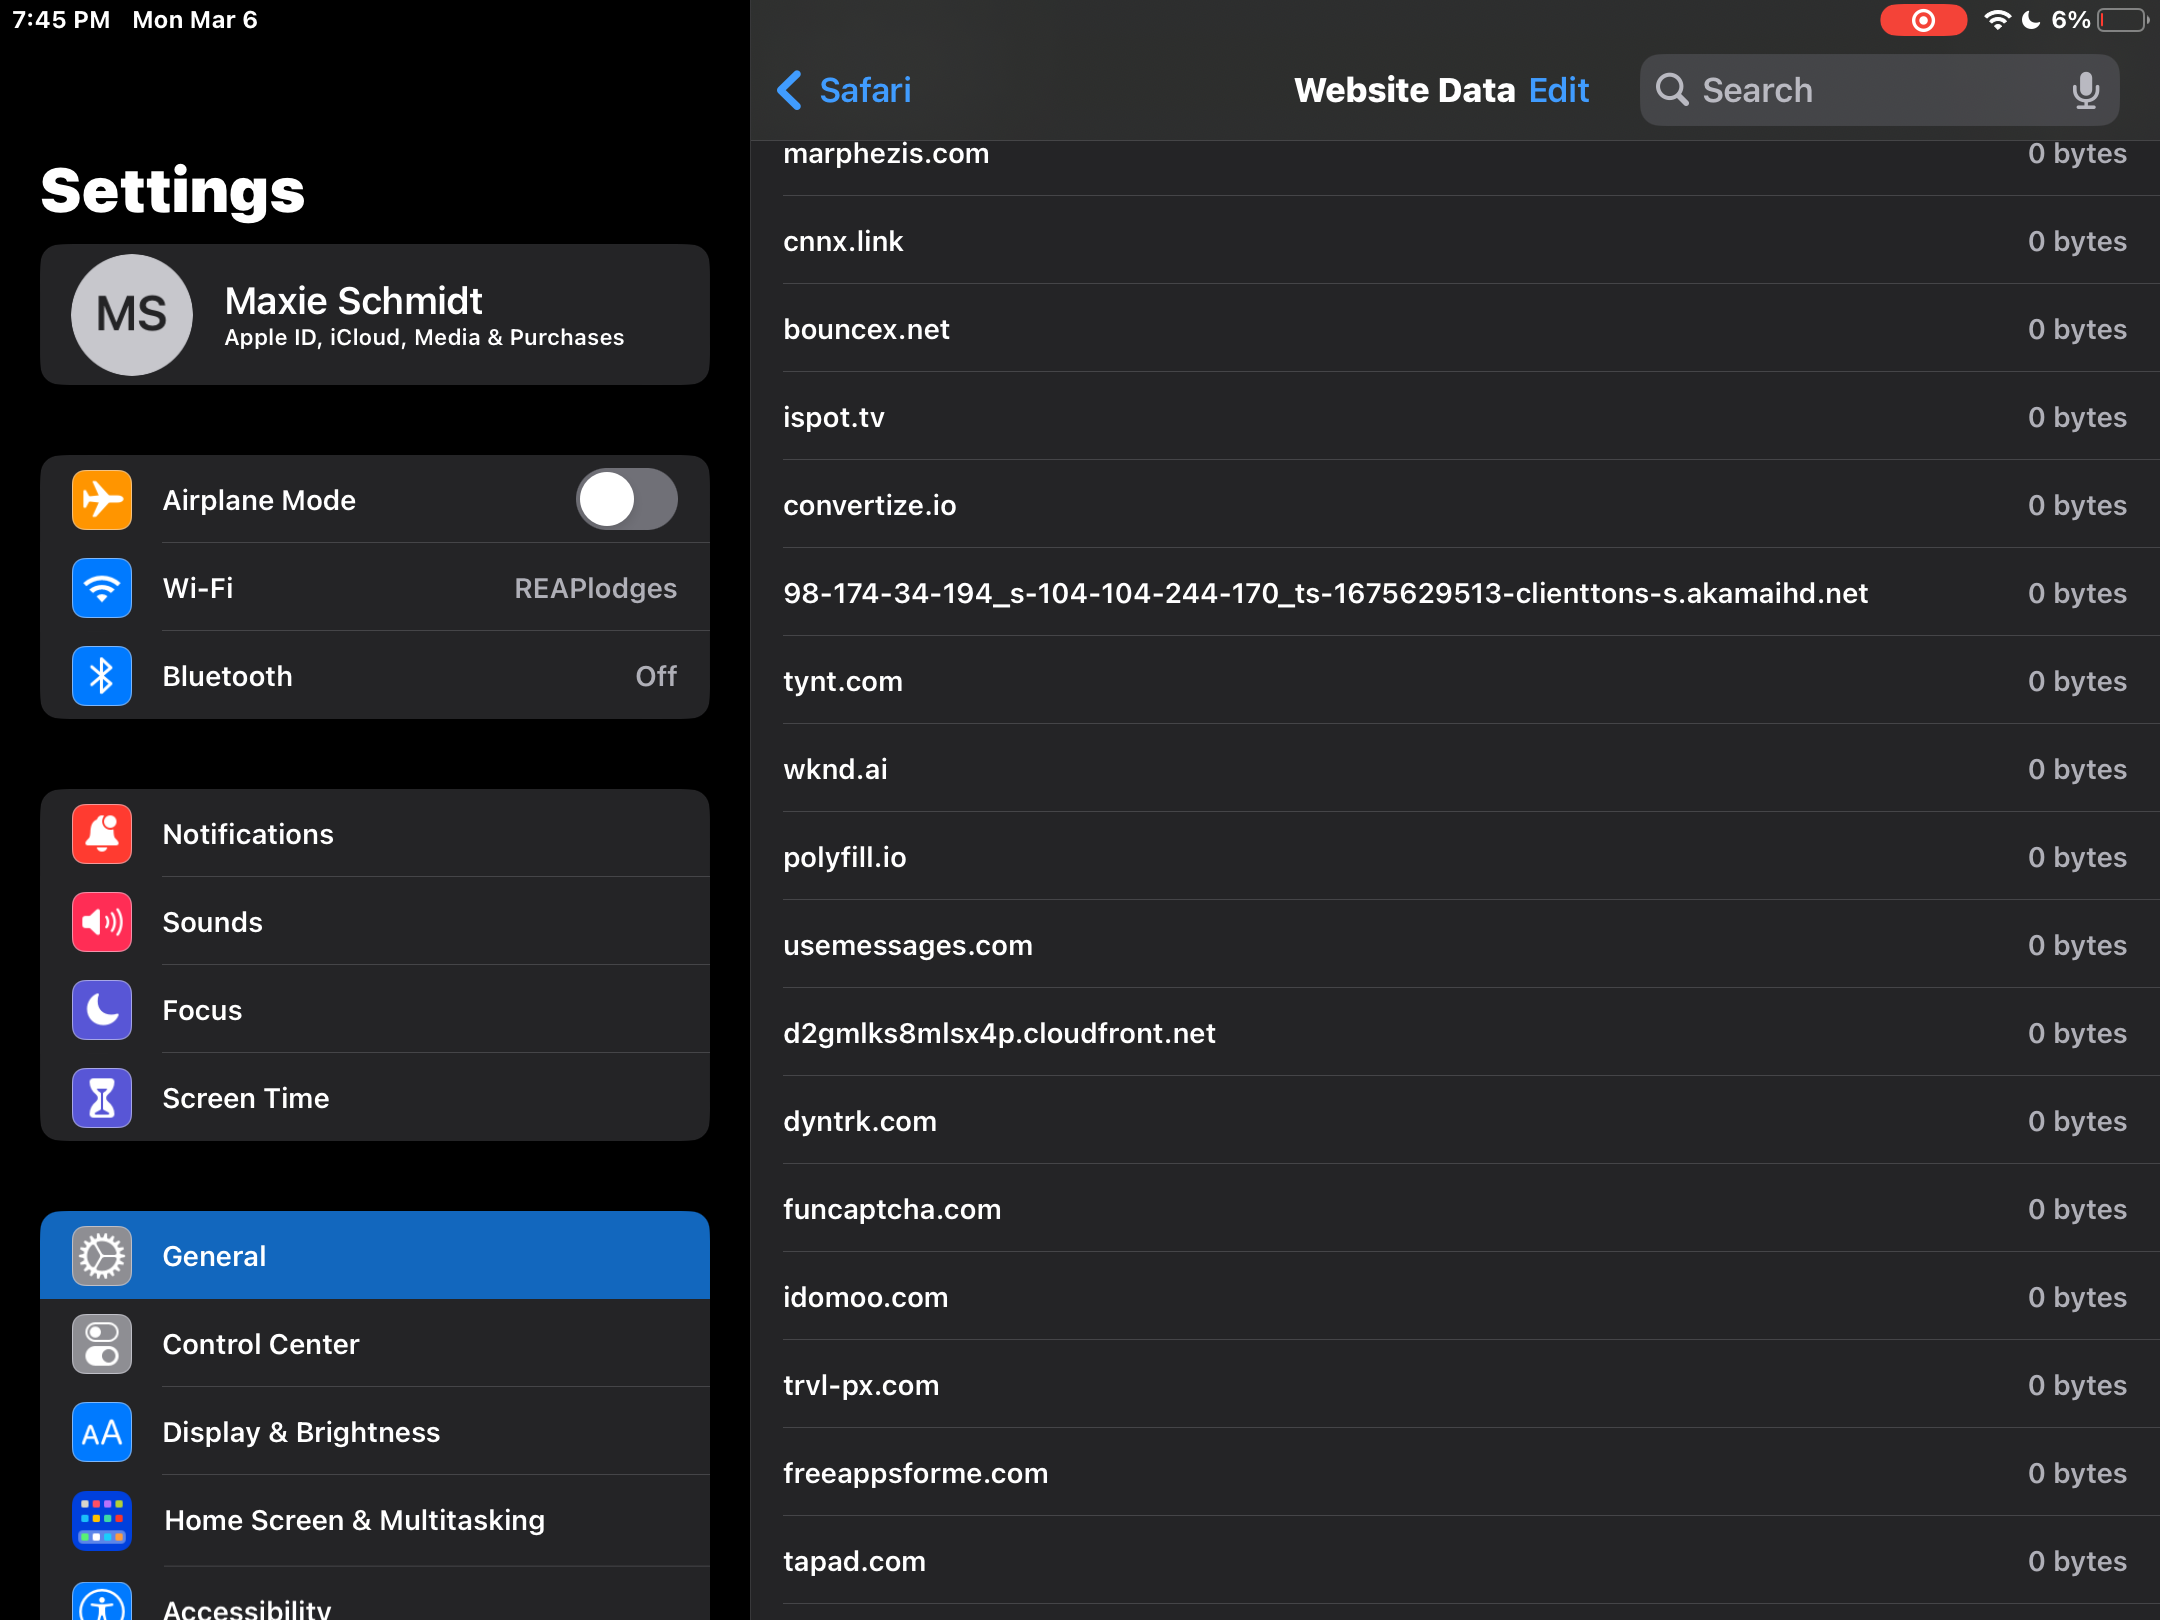 7:45 PM Mon Mar 6
6%
Settings
MS
Maxie Schmidt
Apple ID, iCloud, Media & Purchases
Airplane Mode
Wi-Fi REAPlodges
Bluetooth Off
Notifications
Sounds
Focus
Screen Time
General
Control Center
AA Display & Brightness
Home Screen & Multitasking
Accessibility
Safari Website Data Edit Search
marphezis.com 0 bytes
cnnx.link 0 bytes
bouncex.net 0 bytes
ispot.tv 0 bytes
convertize.io 0 bytes
98-174-34-194_s-104-104-244-170_ts-1675629513-clienttons-s.akamaihd.net 0 bytes
tynt.com 0 bytes
wknd.ai 0 bytes
polyfill.io 0 bytes
usemessages.com 0 bytes
d2gmlks8mlsx4p.cloudfront.net 0 bytes
dyntrk.com 0 bytes
funcaptcha.com 0 bytes
idomoo.com 0 bytes
trvl-px.com 0 bytes
freeappsforme.com 0 bytes
tapad.com 0 bytes